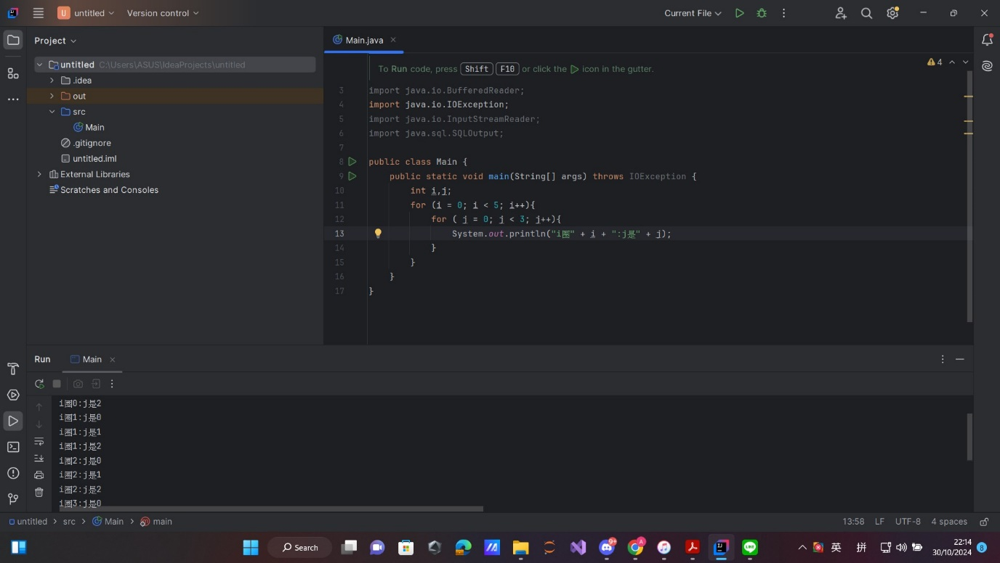 U untitled Version control Current File
Project
Main.java
untitled C:\Users\ASUS\IdeaProjects\untitled
.idea
out
src
Main
.gitignore
untitled.iml
External Libraries
Scratches and Consoles
To Run code, press Shift F10 or click the icon in the gutter.
4
3 import java.io.BufferedReader;
4 import java.io.IOException;
5 import java.io.InputStreamReader;
6 import java.sql.SQLOutput;
7
8 public class Main {
9 public static void main(String[] args) throws IOException {
10 int i,j;
11 for (i = 0; i < 5; i++){
12 for ( j = 0; j < 3; j++){
13 System.out.println("i圈" + i + ":j是" + j);
14 }
15 }
16 }
17 }
Run Main
i圈0:j是2
i圈1:j是0
i圈1:j是1
i圈1:j是2
i圈2:j是0
i圈2:j是1
i圈2:j是2
i圈3:j是0
untitled > src > Main > main 13:58 LF UTF-8 4 spaces
Search 9+ A LINE 英 拼 22:14 8
30/10/2024